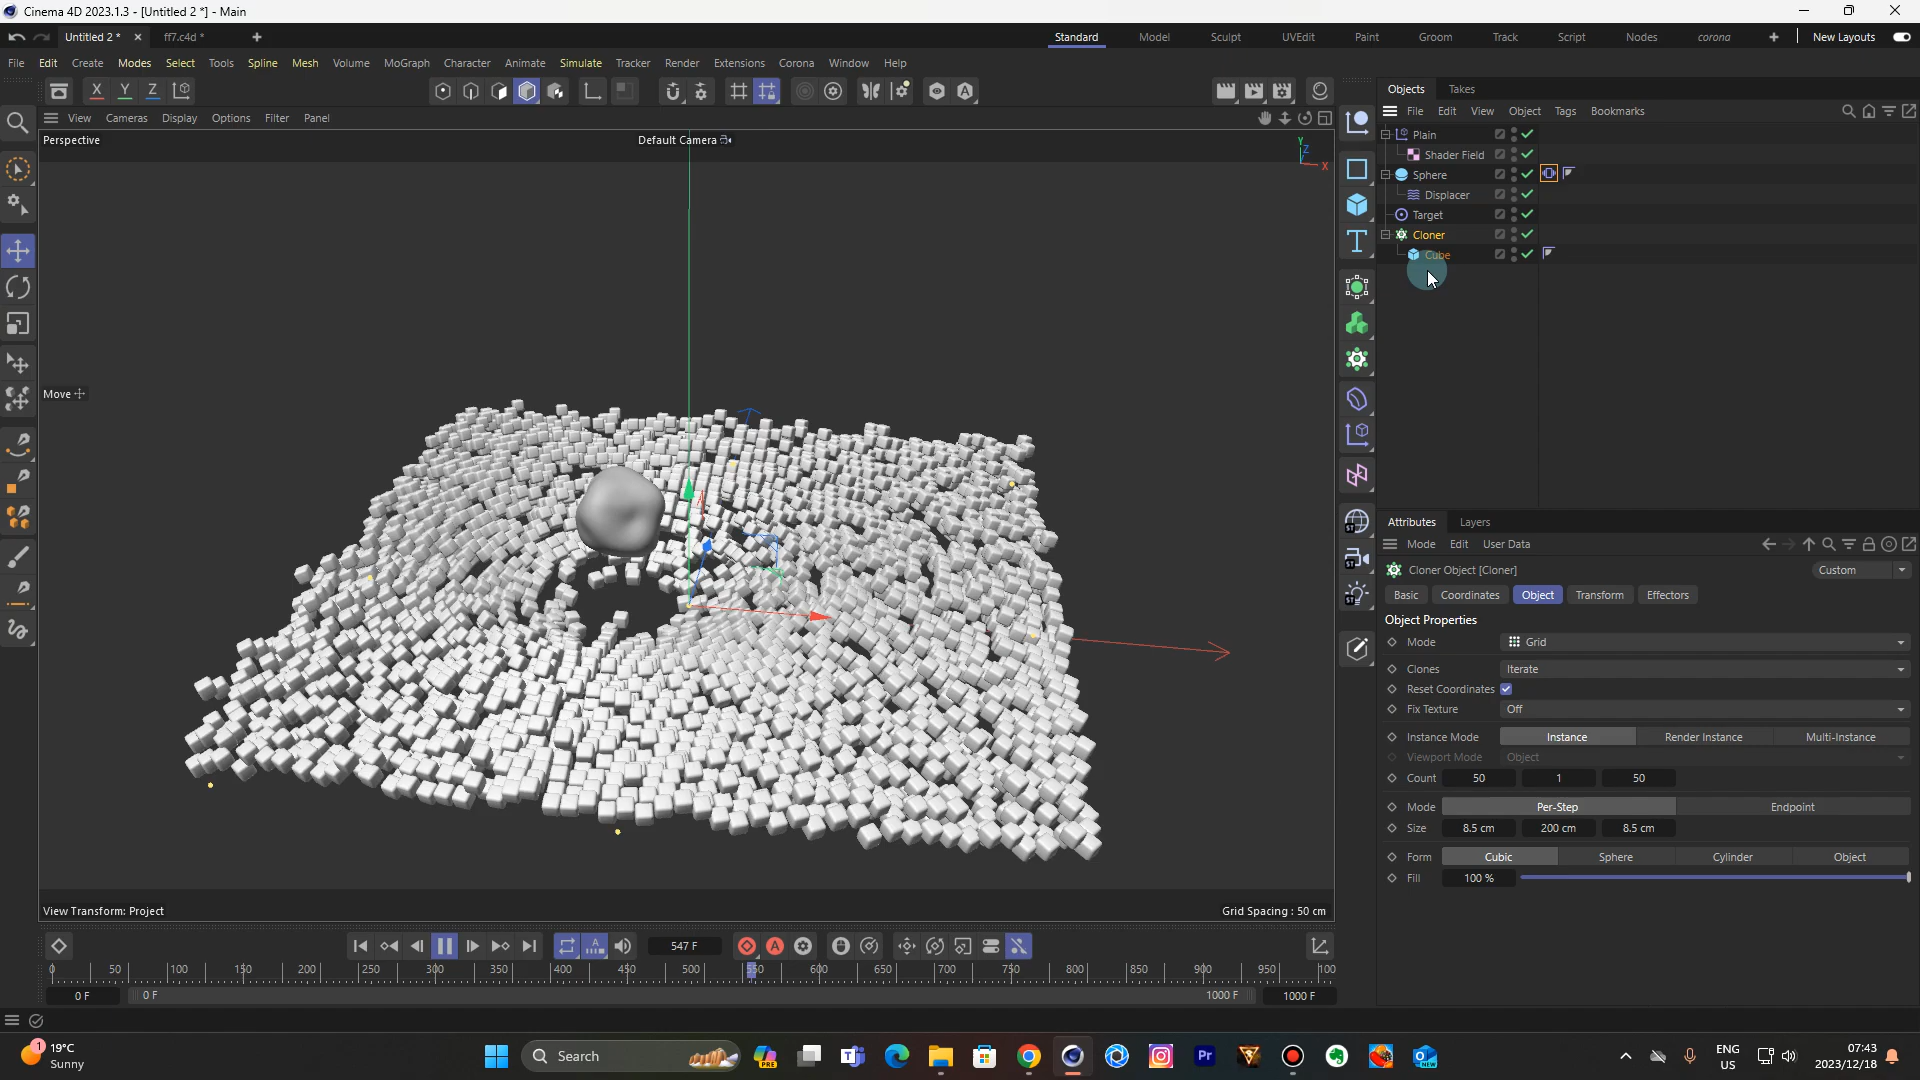 Cinema 4D 2023.1.3 - [Untitled 2 *] - Main
Untitled 2 * ff7.c4d * Standard Model Sculpt UVEdit Paint Groom Track Script Nodes corona New Layouts
File Edit Create Modes Select Tools Spline Mesh Volume MoGraph Character Animate Simulate Tracker Render Extensions Corona Window Help
X Y Z
Objects Takes
View Cameras Display Options Filter Panel
File Edit View Object Tags Bookmarks
Perspective
Default Camera
Y Z X
Plain
Shader Field
Sphere
Displacer
Target
Cloner
Cube
Move
Attributes Layers
Mode Edit User Data
Cloner Object [Cloner] Custom
Basic Coordinates Object Transform Effectors
Object Properties
Mode Grid
Clones Iterate
Reset Coordinates
Fix Texture Off
Instance Mode Instance Render Instance Multi-Instance
Viewport Mode Object
Count 50 1 50
Mode Per-Step Endpoint
Size 8.5 cm 200 cm 8.5 cm
Form Cubic Sphere Cylinder Object
Fill 100 %
View Transform: Project Grid Spacing : 50 cm
547 F
0 50 100 150 200 250 300 350 400 450 500 550 600 650 700 750 800 850 900 950 100
0 F 0 F 1000 F 1000 F
1 19°C
Sunny
Search
PRE
Pr
NEW
ENG
US
07:43
2023/12/18